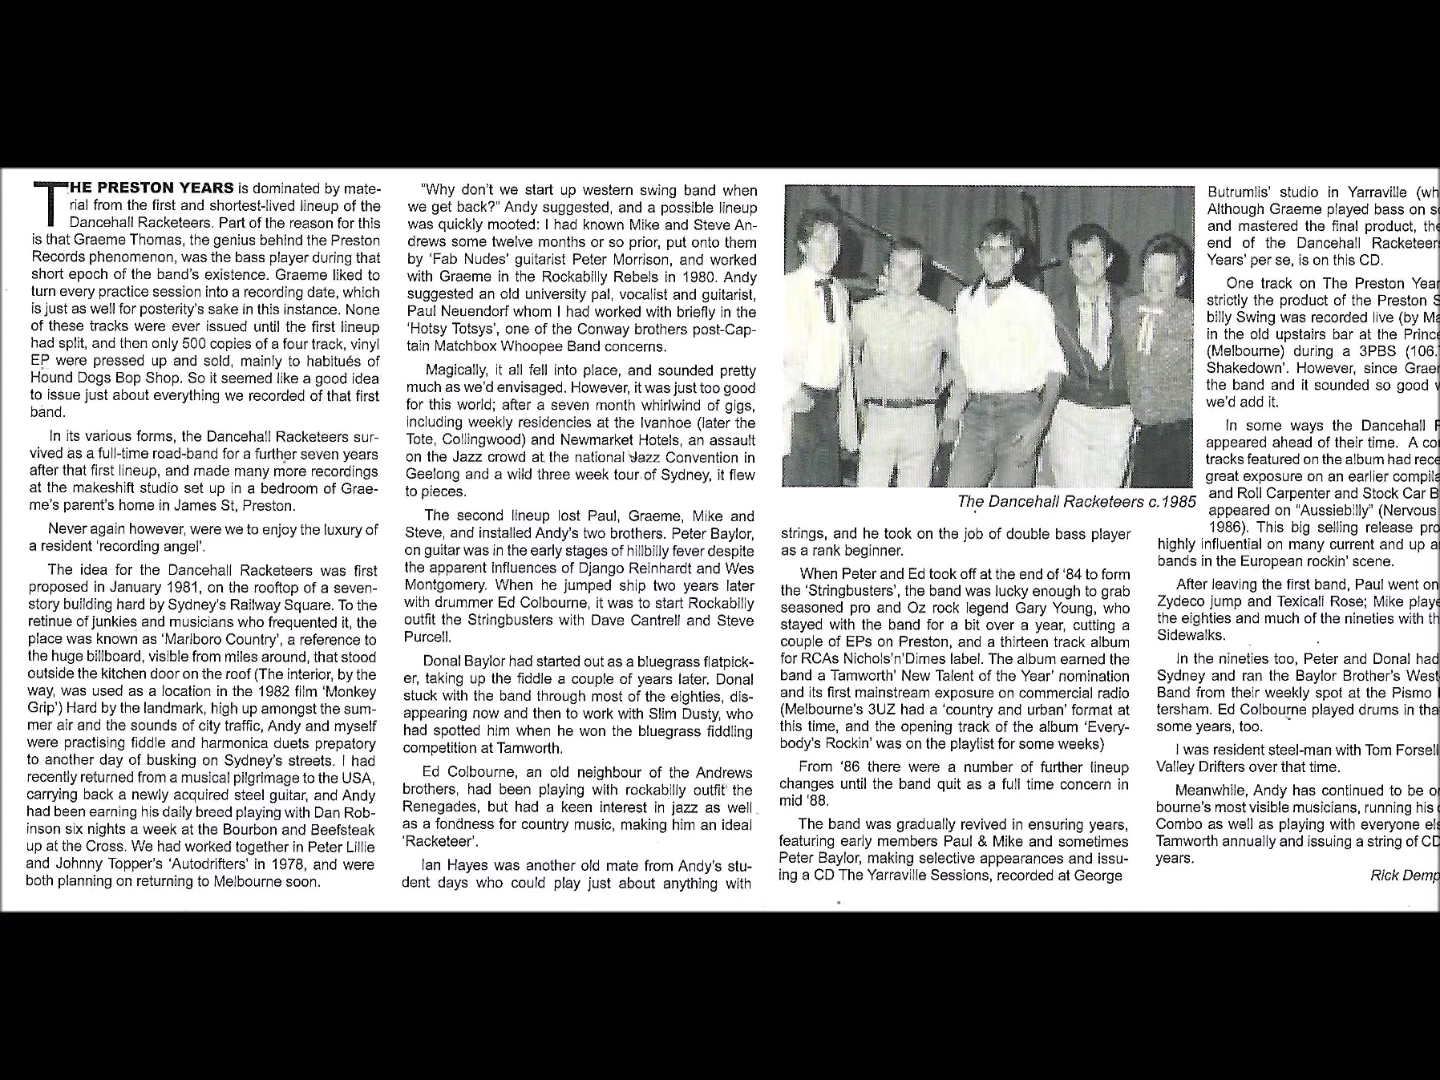 THE PRESTON YEARS is dominated by mate-
rial from the first and shortest-lived lineup of the
Dancehall Racketeers. Part of the reason for this
is that Graeme Thomas, the genius behind the Preston
Records phenomenon, was the bass player during that
short epoch of the band's existence. Graeme liked to
turn every practice session into a recording date, which
is just as well for posterity's sake in this instance. None
of these tracks were ever issued until the first lineup
had split, and then only 500 copies of a four track, vinyl
EP were pressed up and sold, mainly to habitués of
Hound Dogs Bop Shop. So it seemed like a good idea
to issue just about everything we recorded of that first
band.
In its various forms, the Dancehall Racketeers sur-
vived as a full-time road-band for a further seven years
after that first lineup, and made many more recordings
at the makeshift studio set up in a bedroom of Grae-
me's parent's home in James St, Preston.
Never again however, were we to enjoy the luxury of
a resident 'recording angel'.
The idea for the Dancehall Racketeers was first
proposed in January 1981, on the rooftop of a seven-
story building hard by Sydney's Railway Square. To the
retinue of junkies and musicians who frequented it, the
place was known as 'Marlboro Country', a reference to
the huge billboard, visible from miles around, that stood
outside the kitchen door on the roof (The interior, by the
way, was used as a location in the 1982 film 'Monkey
Grip') Hard by the landmark, high up amongst the sum-
mer air and the sounds of city traffic, Andy and myself
were practising fiddle and harmonica duets prepatory
to another day of busking on Sydney's streets. I had
recently returned from a musical pilgrimage to the USA,
carrying back a newly acquired steel guitar, and Andy
had been earning his daily breed playing with Dan Rob-
inson six nights a week at the Bourbon and Beefsteak
up at the Cross. We had worked together in Peter Lillie
and Johnny Topper's 'Autodrifters' in 1978, and were
both planning on returning to Melbourne soon.
"Why don't we start up western swing band when
we get back?" Andy suggested, and a possible lineup
was quickly mooted: I had known Mike and Steve An-
drews some twelve months or so prior, put onto them
by 'Fab Nudes' guitarist Peter Morrison, and worked
with Graeme in the Rockabilly Rebels in 1980. Andy
suggested an old university pal, vocalist and guitarist,
Paul Neuendorf whom I had worked with briefly in the
'Hotsy Totsys', one of the Conway brothers post-Cap-
tain Matchbox Whoopee Band concerns.
Magically, it all fell into place, and sounded pretty
much as we'd envisaged. However, it was just too good
for this world; after a seven month whirlwind of gigs,
including weekly residencies at the Ivanhoe (later the
Tote, Collingwood) and Newmarket Hotels, an assault
on the Jazz crowd at the national Jazz Convention in
Geelong and a wild three week tour of Sydney, it flew
to pieces.
The second lineup lost Paul, Graeme, Mike and
Steve, and installed Andy's two brothers. Peter Baylor,
on guitar was in the early stages of hillbilly fever despite
the apparent influences of Django Reinhardt and Wes
Montgomery. When he jumped ship two years later
with drummer Ed Colbourne, it was to start Rockabilly
outfit the Stringbusters with Dave Cantrell and Steve
Purcell.
Donal Baylor had started out as a bluegrass flatpick-
er, taking up the fiddle a couple of years later. Donal
stuck with the band through most of the eighties, dis-
appearing now and then to work with Slim Dusty, who
had spotted him when he won the bluegrass fiddling
competition at Tamworth.
Ed Colbourne, an old neighbour of the Andrews
brothers, had been playing with rockabilly outfit the
Renegades, but had a keen interest in jazz as well
as a fondness for country music, making him an ideal
'Racketeer'.
Ian Hayes was another old mate from Andy's stu-
dent days who could play just about anything with
The Dancehall Racketeers c.1985
strings, and he took on the job of double bass player
as a rank beginner.
When Peter and Ed took off at the end of '84 to form
the 'Stringbusters', the band was lucky enough to grab
seasoned pro and Oz rock legend Gary Young, who
stayed with the band for a bit over a year, cutting a
couple of EPs on Preston, and a thirteen track album
for RCAs Nichols'n'Dimes label. The album earned the
band a Tamworth' New Talent of the Year' nomination
and its first mainstream exposure on commercial radio
(Melbourne's 3UZ had a 'country and urban' format at
this time, and the opening track of the album 'Every-
body's Rockin' was on the playlist for some weeks)
From '86 there were a number of further lineup
changes until the band quit as a full time concern in
mid '88.
The band was gradually revived in ensuring years,
featuring early members Paul & Mike and sometimes
Peter Baylor, making selective appearances and issu-
ing a CD The Yarraville Sessions, recorded at George
Butrumlis' studio in Yarraville (wh
Although Graeme played bass on s
and mastered the final product, the
end of the Dancehall Racketeer
Years' per se, is on this CD.
One track on The Preston Year
strictly the product of the Preston S
billy Swing was recorded live (by Ma
in the old upstairs bar at the Prince
(Melbourne) during a 3PBS (106.
Shakedown'. However, since Grae
the band and it sounded so good
we'd add it.
In some ways the Dancehall R
appeared ahead of their time. A co
tracks featured on the album had rece
great exposure on an earlier compila
and Roll Carpenter and Stock Car B
appeared on "Aussiebilly" (Nervous
1986). This big selling release pro
highly influential on many current and up a
bands in the European rockin' scene.
After leaving the first band, Paul went on
Zydeco jump and Texicali Rose; Mike playe
the eighties and much of the nineties with th
Sidewalks.
In the nineties too, Peter and Donal had
Sydney and ran the Baylor Brother's West
Band from their weekly spot at the Pismo
tersham. Ed Colbourne played drums in tha
some years, too.
I was resident steel-man with Tom Forsell
Valley Drifters over that time.
Meanwhile, Andy has continued to be o
bourne's most visible musicians, running his
Combo as well as playing with everyone els
Tamworth annually and issuing a string of CD
years.
Rick Demp